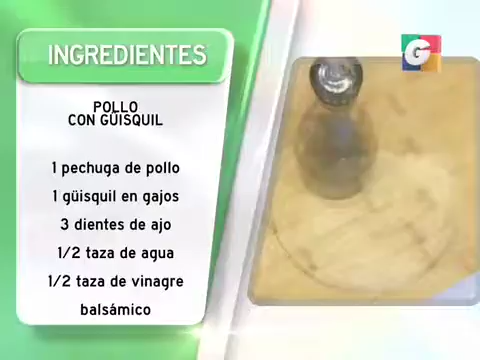 INGREDIENTES
POLLO
CON GÜISQUIL
1 pechuga de pollo
1 güisquil en gajos
3 dientes de ajo
1/2 taza de agua
1/2 taza de vinagre
balsámico
G